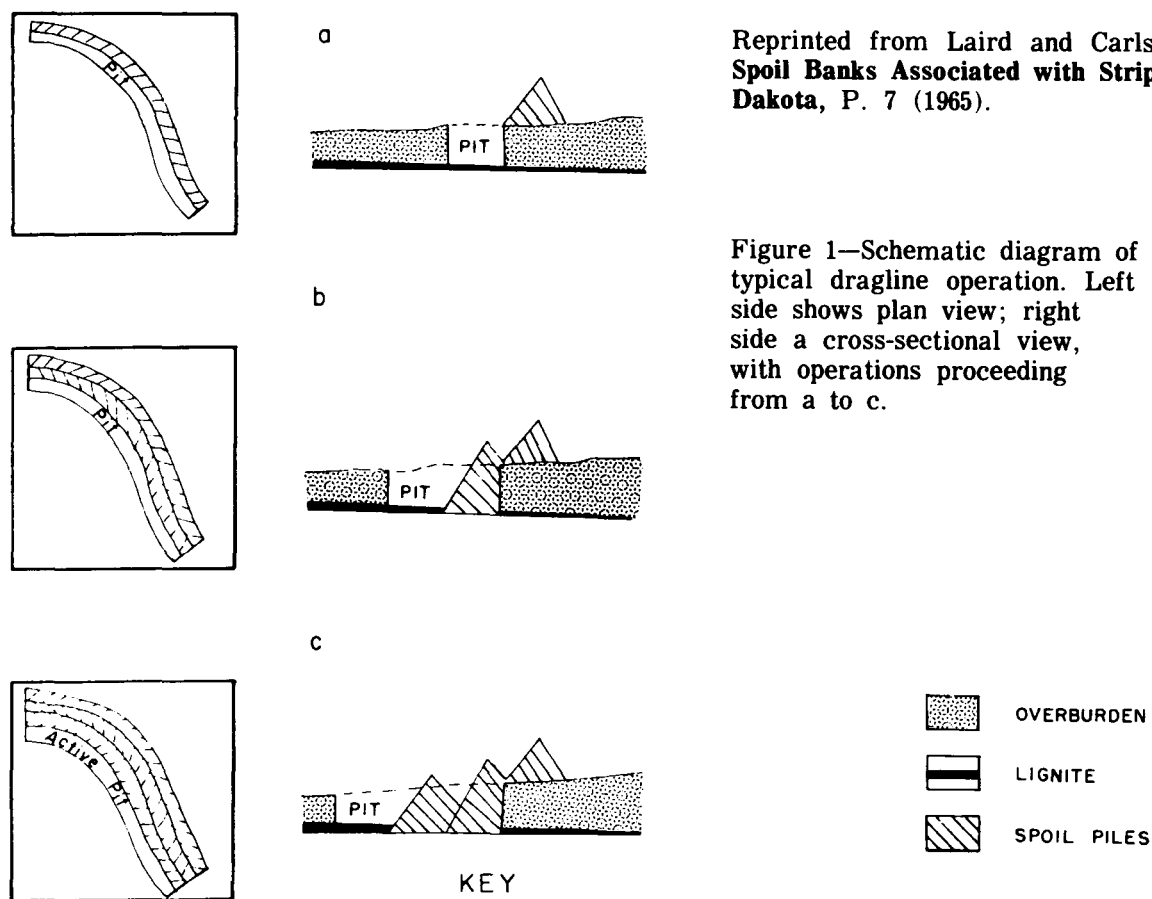 a
Pit
PIT
Reprinted from Laird and Carls
Spoil Banks Associated with Strip
Dakota, P. 7 (1965).
Figure 1—Schematic diagram of
typical dragline operation. Left
side shows plan view; right
side a cross-sectional view,
with operations proceeding
from a to c.
b
Pit
PIT
c
Active Pit
PIT
KEY
OVERBURDEN
LIGNITE
SPOIL PILES